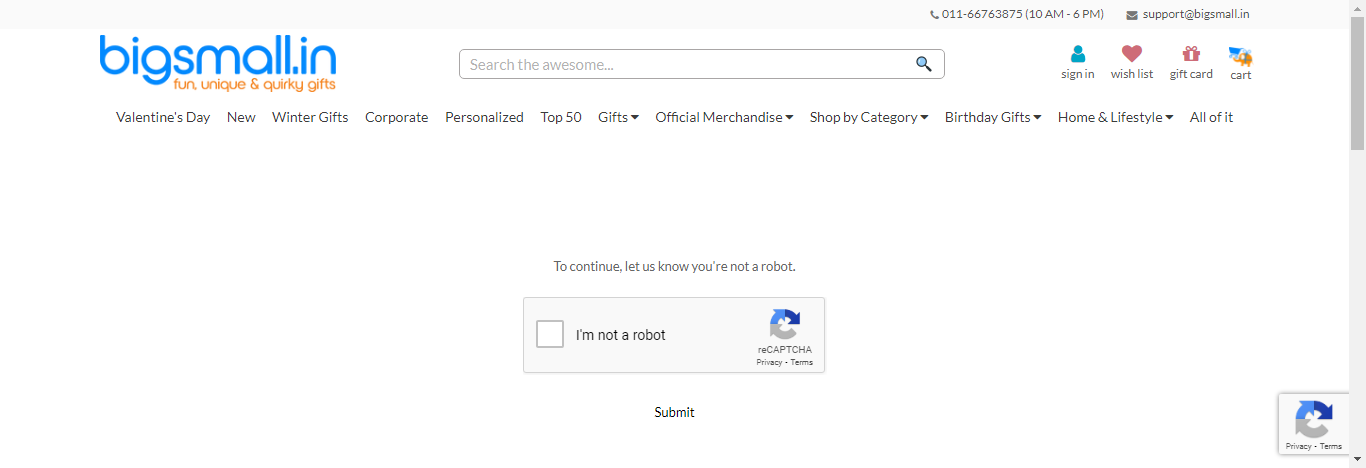 011-66763875 (10 AM - 6 PM) support@bigsmall.in
bigsmall.in
fun, unique & quirky gifts
Search the awesome...
sign in wish list gift card cart
Valentine's Day New Winter Gifts Corporate Personalized Top 50 Gifts Official Merchandise Shop by Category Birthday Gifts Home & Lifestyle All of it
To continue, let us know you're not a robot.
I'm not a robot
reCAPTCHA
Privacy - Terms
Submit
Privacy - Terms